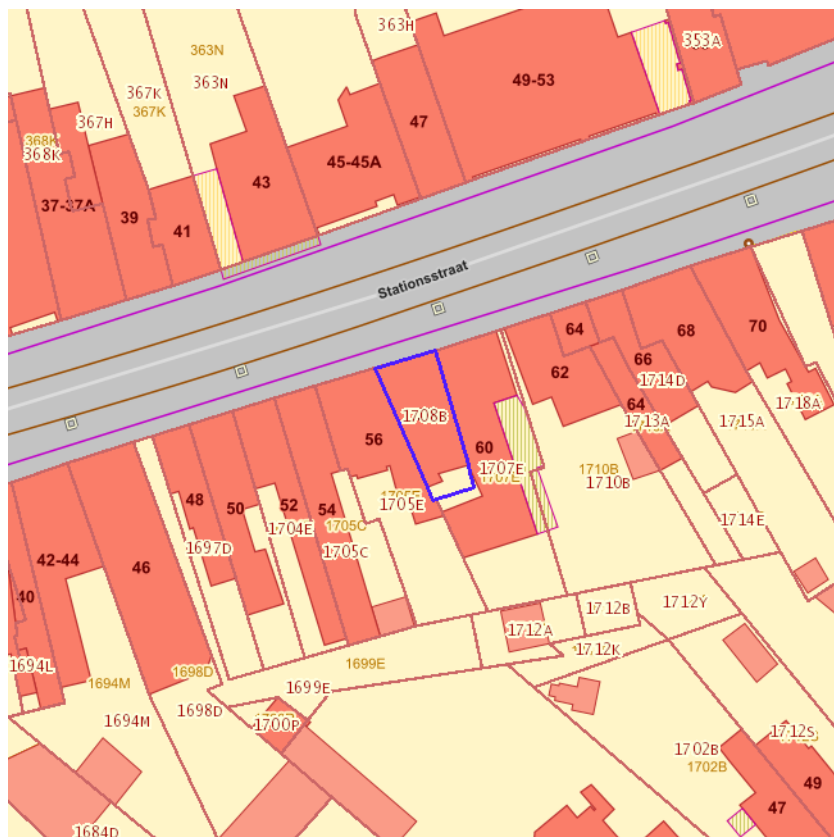 363H
363N
353A
363N
49-53
367K
367K
47
367H
368K
368K
45-45A
43
37-37A
39
41
Stationsstraat
64
68
70
66
62
1714D
64
1718A
1708B
1713A
1715A
56
60
1707E
1710B
1710B
48
1705E
50
52
54
1704E
1705C
1705C
1697D
1714E
42-44
46
40
1712B
1712Y
1712A
1712K
1694L
1699E
1698D
1694M
1699E
1698D
1694M
1700P
1712S
1702B
1702B
49
47
1684D